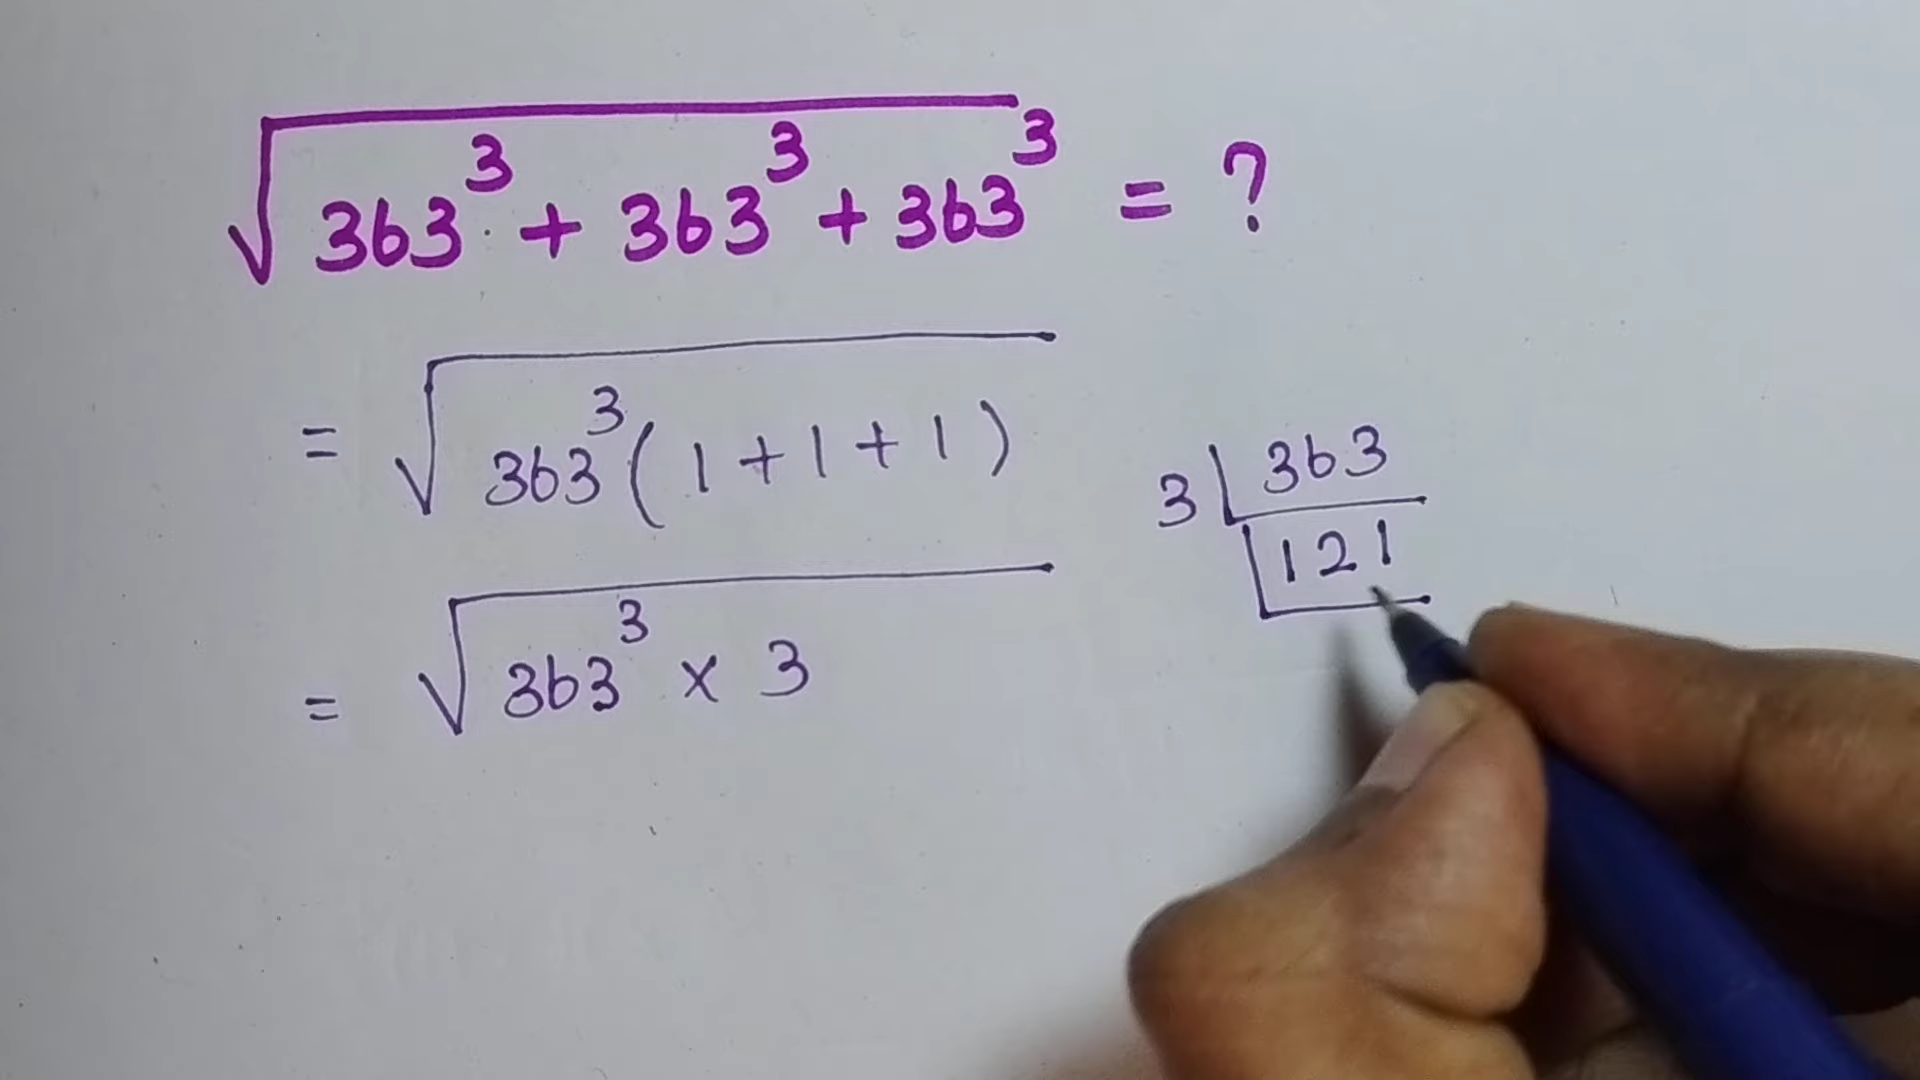 √(363³ + 363³ + 363³) = ?
= √(363³(1+1+1))
= √(363³ × 3)
3 | 363
121